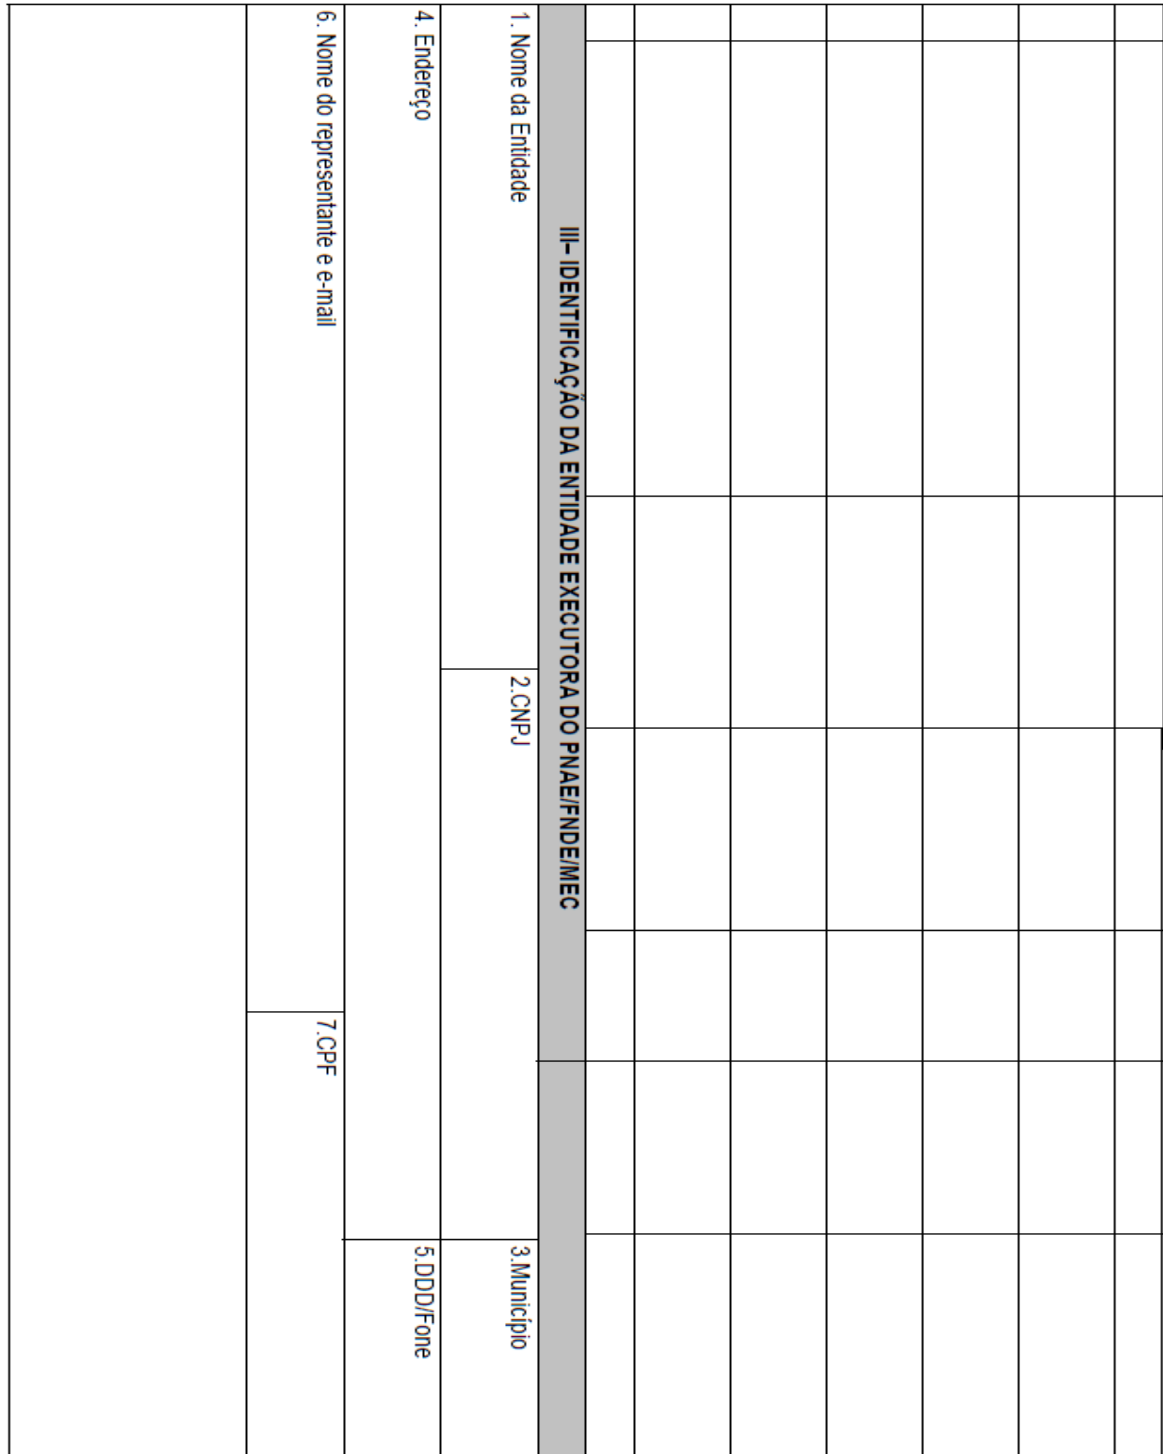 III– IDENTIFICAÇÃO DA ENTIDADE EXECUTORA DO PNAE/FNDE/MEC
1. Nome da Entidade
2.CNPJ
3.Município
4. Endereço
5.DDD/Fone
6. Nome do representante e e-mail
7.CPF